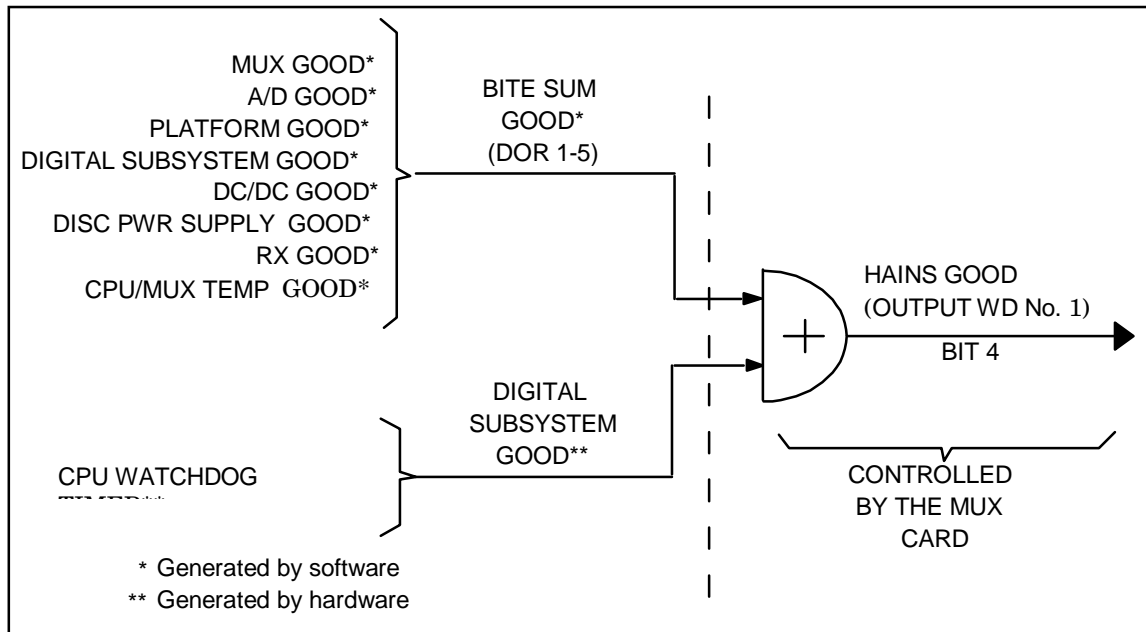 MUX GOOD*
A/D GOOD*
PLATFORM GOOD*
DIGITAL SUBSYSTEM GOOD*
DC/DC GOOD*
DISC PWR SUPPLY GOOD*
RX GOOD*
CPU/MUX TEMP GOOD*
BITE SUM
GOOD*
(DOR 1-5)
HAINS GOOD
(OUTPUT WD No. 1)
BIT 4
+
DIGITAL
SUBSYSTEM
GOOD**
CPU WATCHDOG
CONTROLLED
BY THE MUX
CARD
* Generated by software
** Generated by hardware